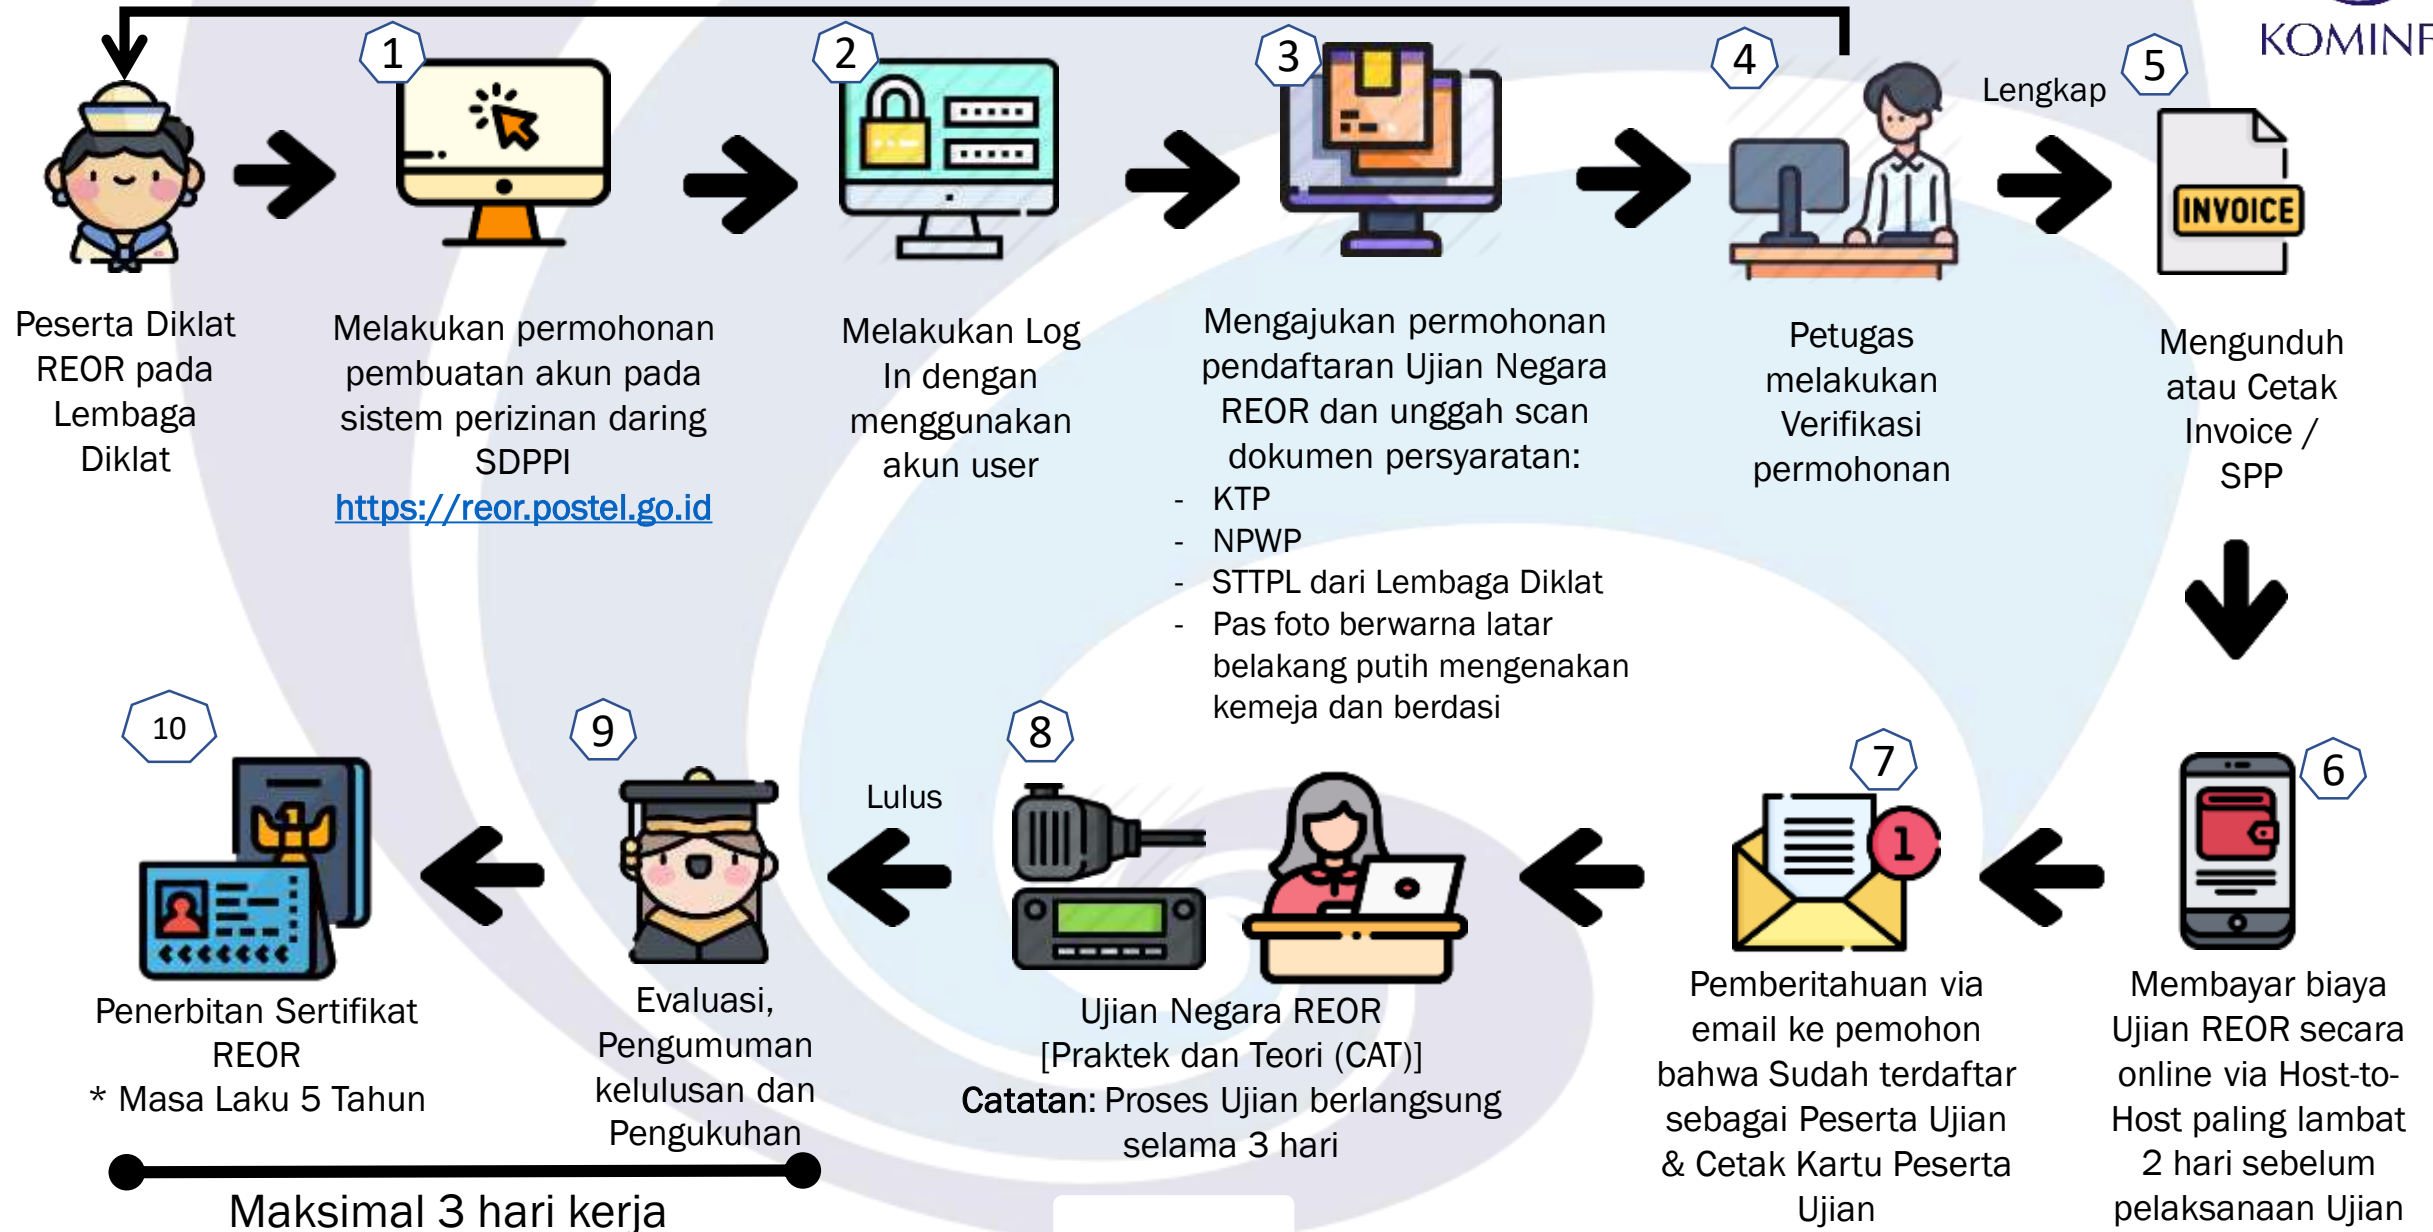 KOMINF
1
2
3
4
Lengkap
5
INVOICE
Peserta Diklat
REOR pada
Lembaga
Diklat
Melakukan permohonan
pembuatan akun pada
sistem perizinan daring
SDPPI
https://reor.postel.go.id
Melakukan Log
In dengan
menggunakan
akun user
Mengajukan permohonan
pendaftaran Ujian Negara
REOR dan unggah scan
dokumen persyaratan:
- KTP
- NPWP
- STTPL dari Lembaga Diklat
- Pas foto berwarna latar
belakang putih mengenakan
kemeja dan berdasi
Petugas
melakukan
Verifikasi
permohonan
Mengunduh
atau Cetak
Invoice /
SPP
6
Membayar biaya
Ujian REOR secara
online via Host-to-
Host paling lambat
2 hari sebelum
pelaksanaan Ujian
7
1
Pemberitahuan via
email ke pemohon
bahwa Sudah terdaftar
sebagai Peserta Ujian
& Cetak Kartu Peserta
Ujian
8
Ujian Negara REOR
[Praktek dan Teori (CAT)]
Catatan: Proses Ujian berlangsung
selama 3 hari
Lulus
9
Evaluasi,
Pengumuman
kelulusan dan
Pengukuhan
10
Penerbitan Sertifikat
REOR
* Masa Laku 5 Tahun
Maksimal 3 hari kerja